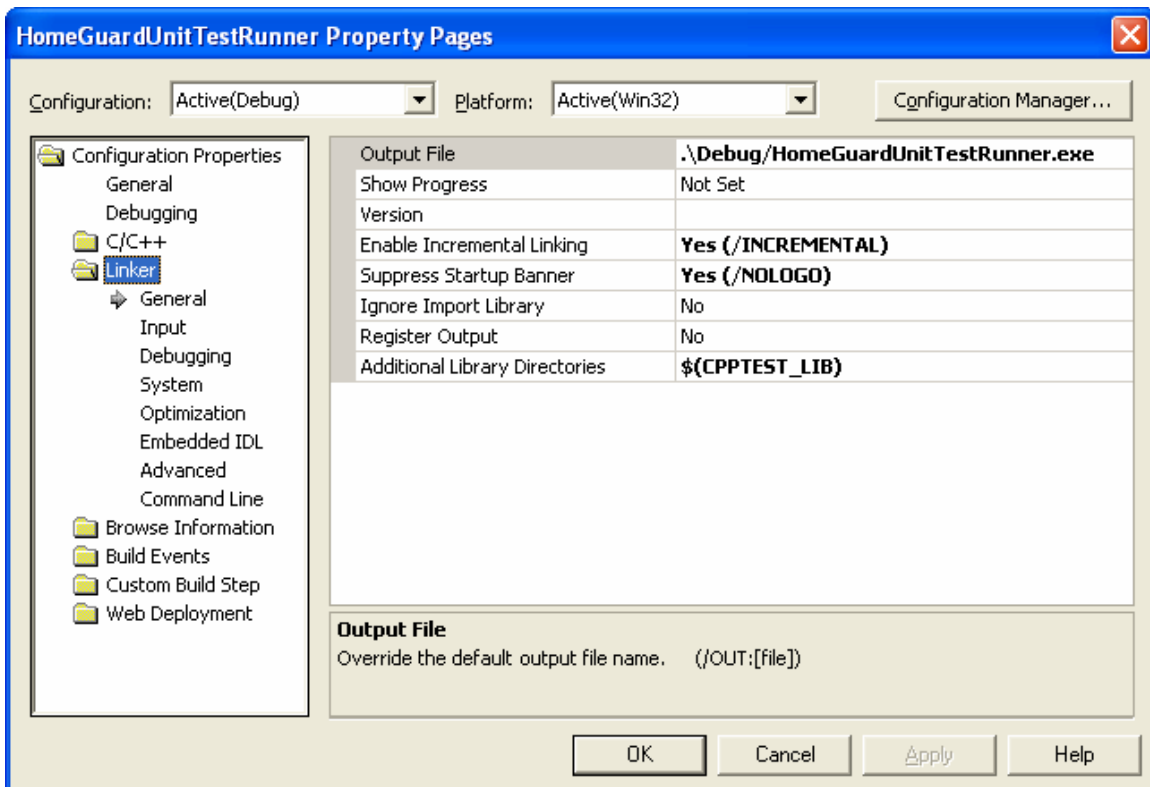 HomeGuardUnitTestRunner Property Pages
Configuration: Active(Debug) Platform: Active(Win32) Configuration Manager...
Configuration Properties
General
Debugging
C/C++
Linker
General
Input
Debugging
System
Optimization
Embedded IDL
Advanced
Command Line
Browse Information
Build Events
Custom Build Step
Web Deployment
Output File .\Debug/HomeGuardUnitTestRunner.exe
Show Progress Not Set
Version
Enable Incremental Linking Yes (/INCREMENTAL)
Suppress Startup Banner Yes (/NOLOGO)
Ignore Import Library No
Register Output No
Additional Library Directories $(CPPTEST_LIB)
Output File
Override the default output file name. (/OUT:[file])
OK Cancel Apply Help